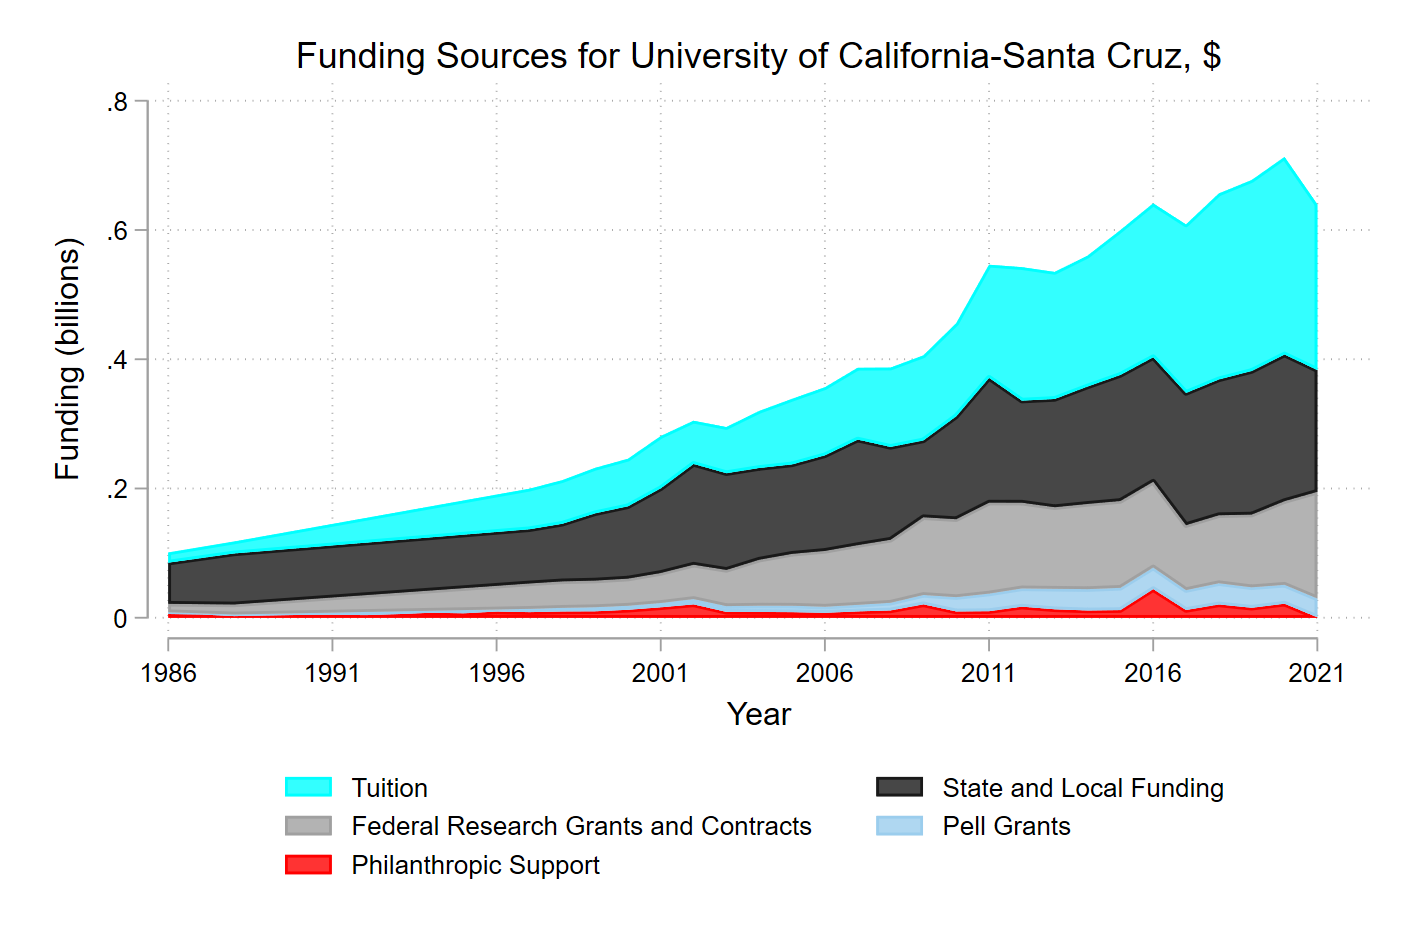 Funding Sources for University of California-Santa Cruz, $
Funding (billions)
.8
.6
.4
.2
0
1986 1991 1996 2001 2006 2011 2016 2021
Year
Tuition State and Local Funding
Federal Research Grants and Contracts Pell Grants
Philanthropic Support